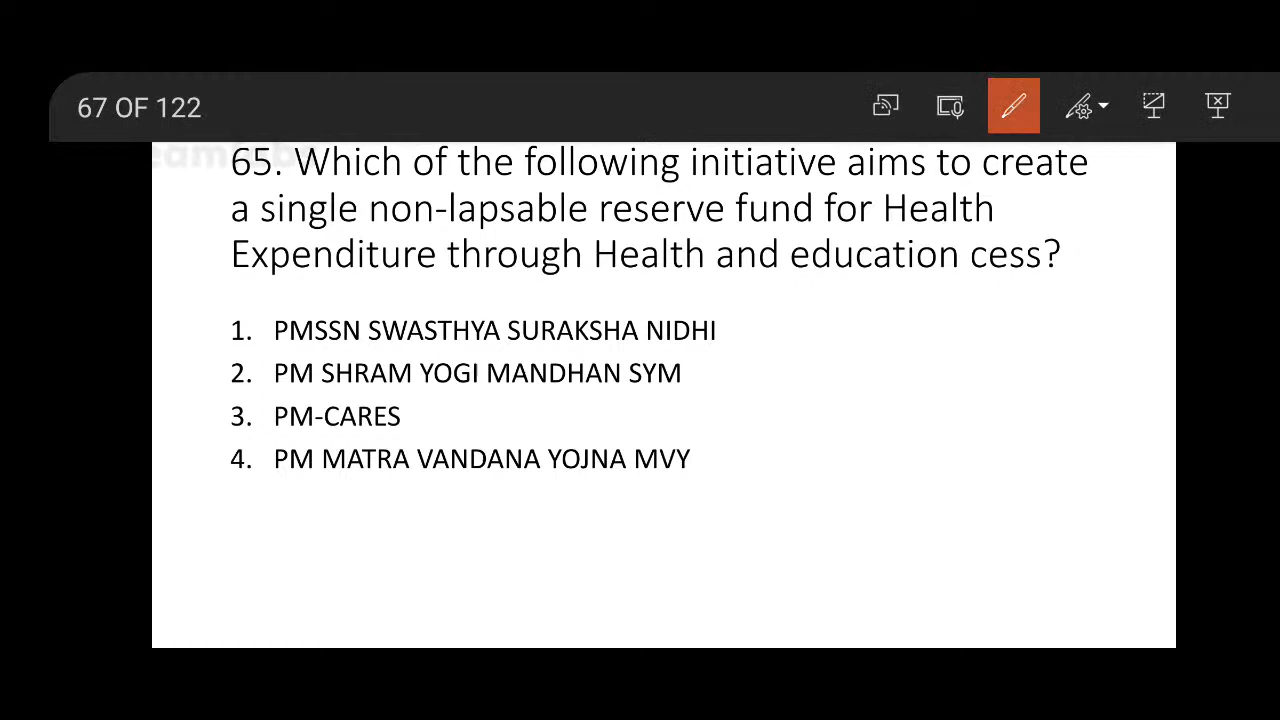 67 OF 122
65. Which of the following initiative aims to create
a single non-lapsable reserve fund for Health
Expenditure through Health and education cess?
1. PMSSN SWASTHYA SURAKSHA NIDHI
2. PM SHRAM YOGI MANDHAN SYM
3. PM-CARES
4. PM MATRA VANDANA YOJNA MVY